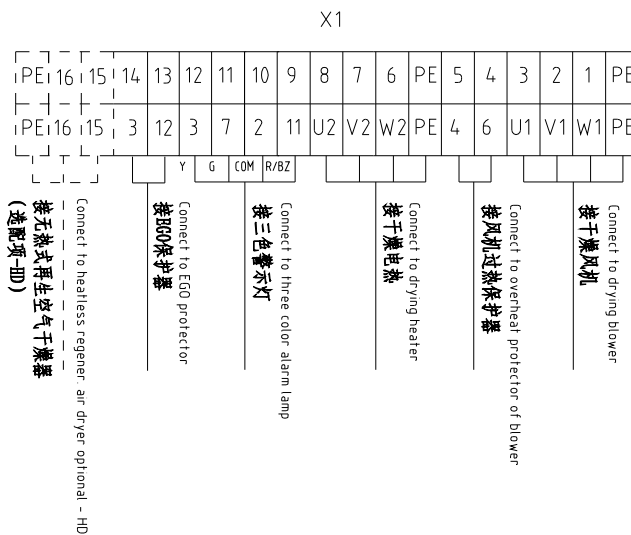 X1
PE 16 15 14 13 12 11 10 9 8 7 6 PE 5 4 3 2 1 PE
PE 16 15 3 12 3 7 2 11 U2 V2 W2 PE 4 6 U1 V1 W1 PE
Y G COM R/BZ
Connect to drying blower
接干燥风机
Connect to overheat protector of blower
接风机过热保护器
Connect to drying heater
接干燥电热
Connect to three color alarm lamp
接三色警示灯
Connect to EGO protector
接EGO保护器
Connect to heatless regener. air dryer optional - HD
接无热式再生空气干燥器
(选配项-HD)